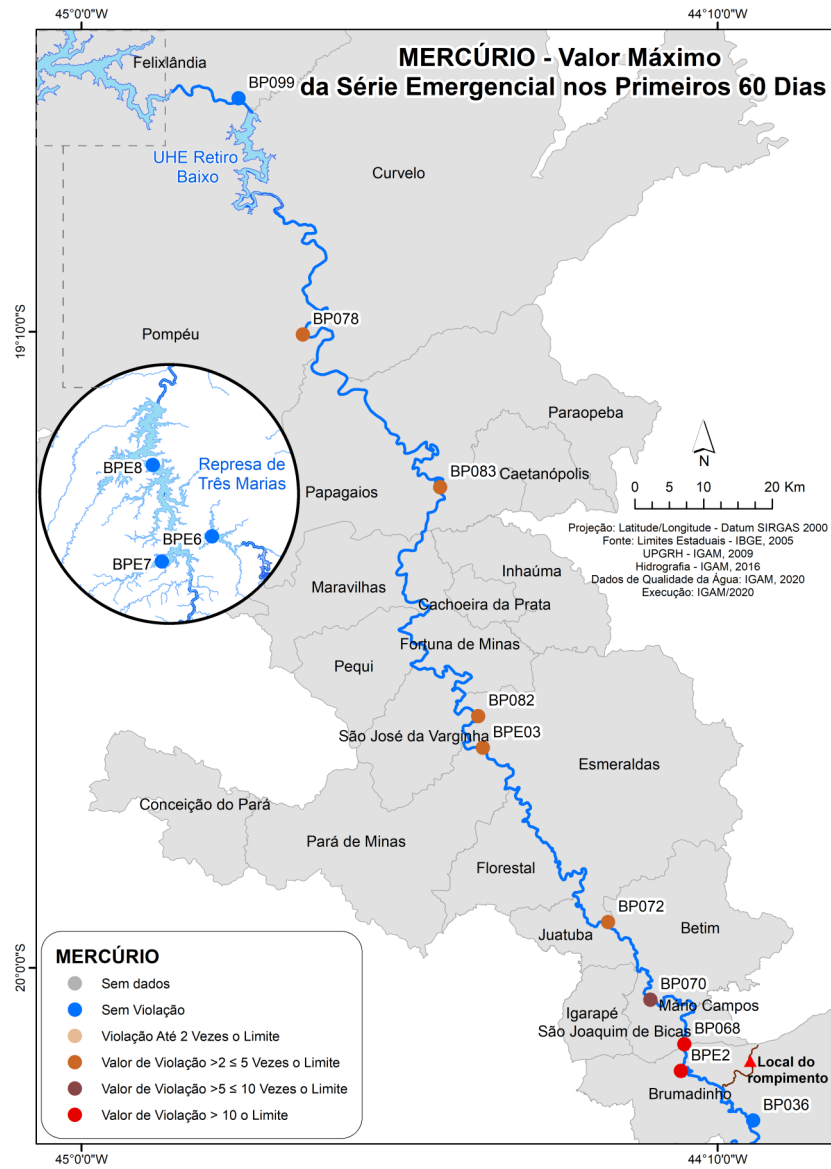 45°0'0"W
44°10'0"W
MERCÚRIO - Valor Máximo
da Série Emergencial nos Primeiros 60 Dias
Felixlândia
BP099
UHE Retiro
Baixo
Curvelo
19°10'0"S
BP078
Pompéu
Paraopeba
BP083
Caetanópolis
N
BPE8
Represa de
Três Marias
Papagaios
0 5 10 20 Km
BPE6
BPE7
Projeção: Latitude/Longitude - Datum SIRGAS 2000
Fonte: Limites Estaduais - IBGE, 2005
UPGRH - IGAM, 2009
Hidrografia - IGAM, 2016
Dados de Qualidade da Água: IGAM, 2020
Execução: IGAM/2020
Inhaúma
Maravilhas
Cachoeira da Prata
Fortuna de Minas
Pequi
BP082
São José da Varginha
BPE03
Esmeraldas
Conceição do Pará
Pará de Minas
Florestal
BP072
Juatuba
Betim
20°0'0"S
BP070
Mário Campos
Igarapé
São Joaquim de Bicas
BP068
BPE2
Local do
rompimento
Brumadinho
BP036
MERCÚRIO
Sem dados
Sem Violação
Violação Até 2 Vezes o Limite
Valor de Violação >2 ≤ 5 Vezes o Limite
Valor de Violação >5 ≤ 10 Vezes o Limite
Valor de Violação > 10 o Limite
45°0'0"W
44°10'0"W